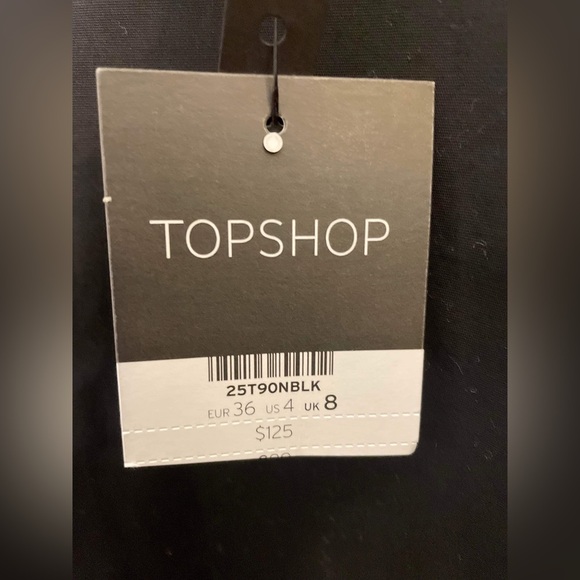 TOPSHOP
25T90NBLK
EUR 36 US 4 UK 8
$125